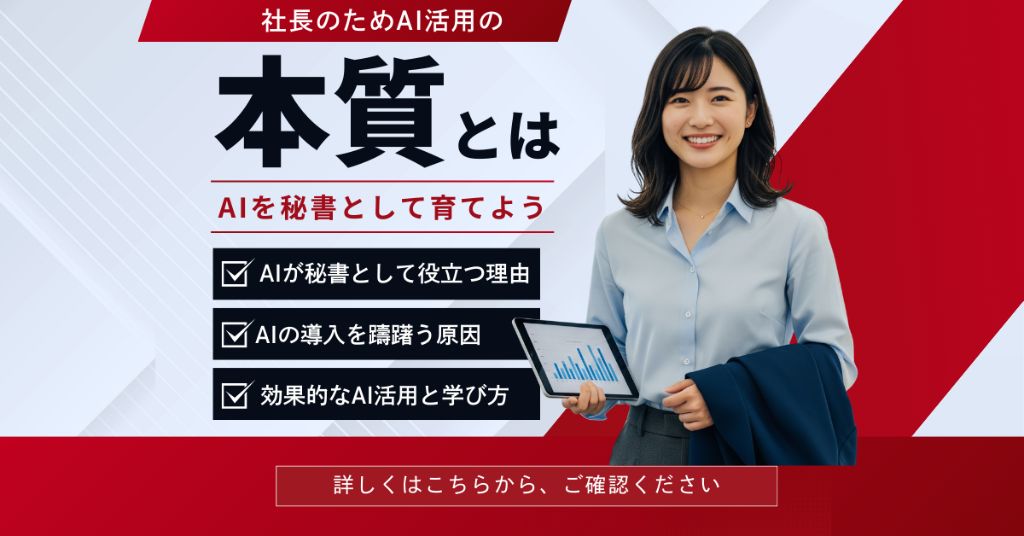 社長のためAI活用の
本質とは
AIを秘書として育てよう
AIが秘書として役立つ理由
AIの導入を躊躇う原因
効果的なAI活用と学び方
詳しくはこちらから、ご確認ください